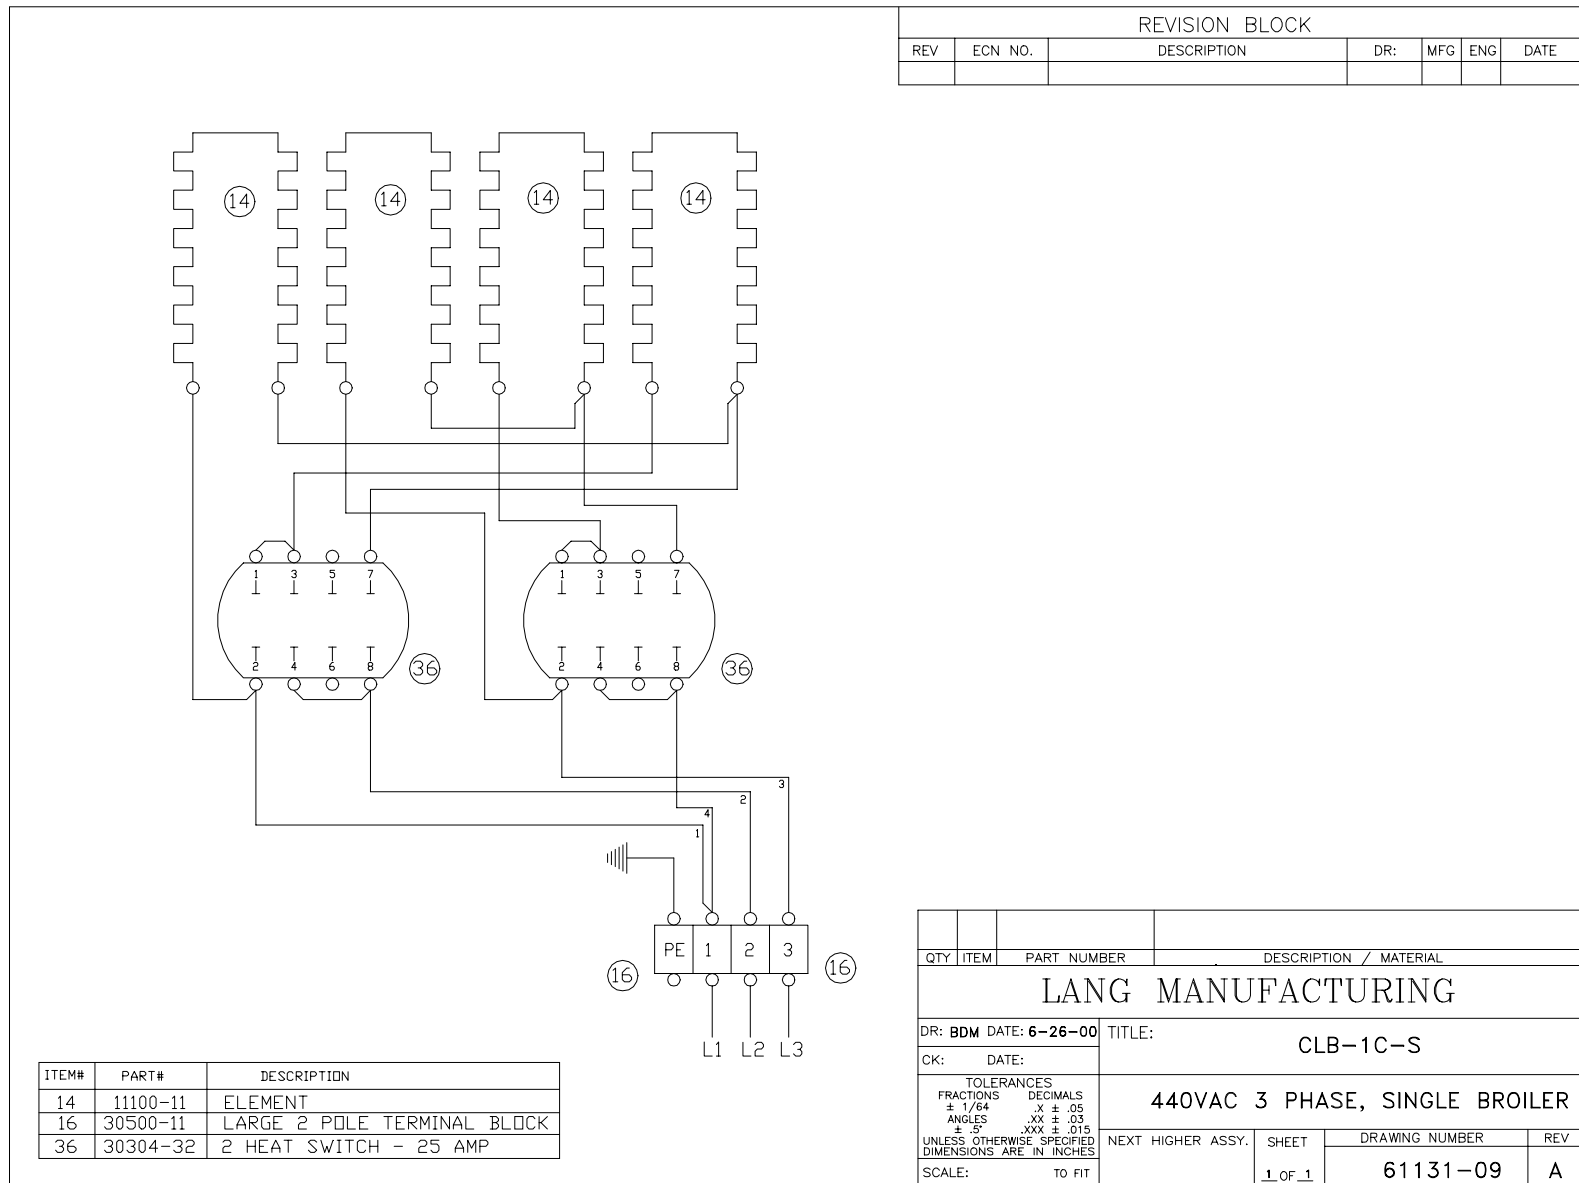 REVISION BLOCK
REV ECN NO. DESCRIPTION DR: MFG ENG DATE
14 14 14 14
1 3 5 7 1 3 5 7
2 4 6 8 2 4 6 8
36 36
3
2
4
1
PE 1 2 3
16 16
L1 L2 L3
ITEM# PART# DESCRIPTION
14 11100-11 ELEMENT
16 30500-11 LARGE 2 POLE TERMINAL BLOCK
36 30304-32 2 HEAT SWITCH - 25 AMP
QTY ITEM PART NUMBER DESCRIPTION / MATERIAL
LANG MANUFACTURING
DR: BDM DATE: 6-26-00 TITLE:
CLB-1C-S
CK: DATE:
TOLERANCES
FRACTIONS DECIMALS
± 1/64 .X ± .05
ANGLES .XX ± .03
± .5° .XXX ± .015
UNLESS OTHERWISE SPECIFIED
DIMENSIONS ARE IN INCHES
440VAC 3 PHASE, SINGLE BROILER
NEXT HIGHER ASSY. SHEET DRAWING NUMBER REV
SCALE: TO FIT 1 OF 1 61131-09 A